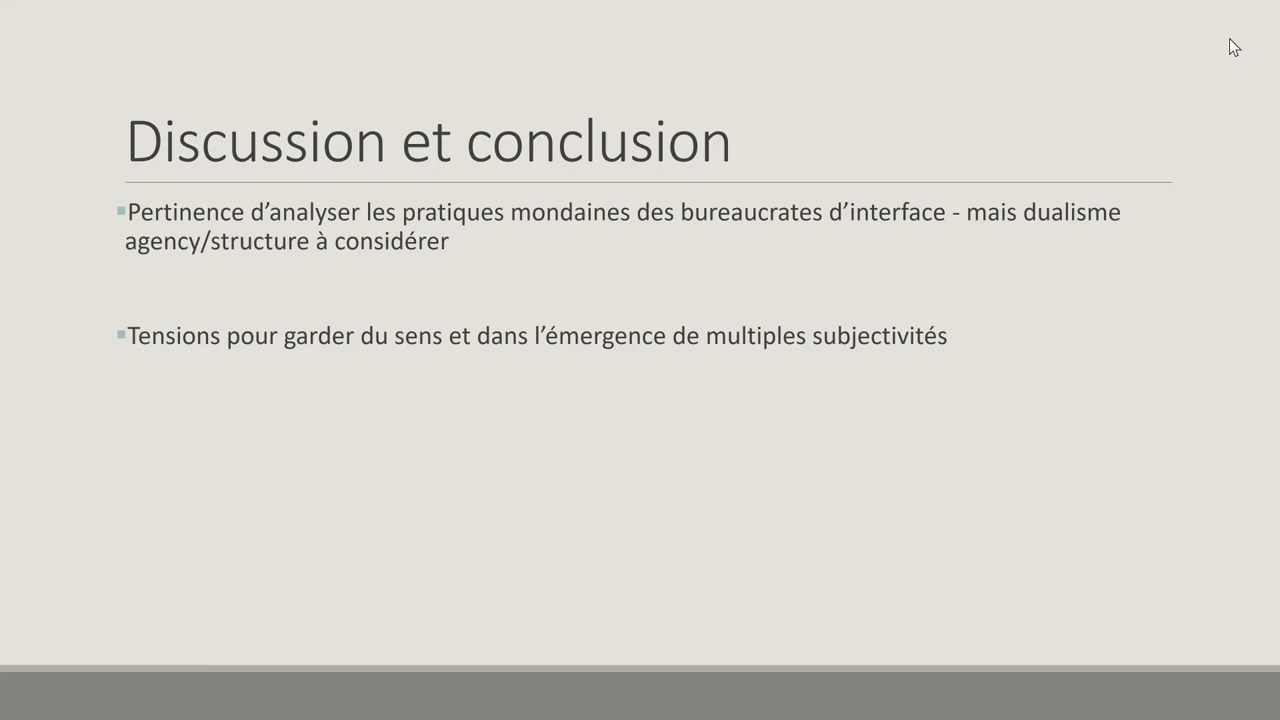 Discussion et conclusion
▪Pertinence d’analyser les pratiques mondaines des bureaucrates d’interface - mais dualisme
agency/structure à considérer
▪Tensions pour garder du sens et dans l’émergence de multiples subjectivités